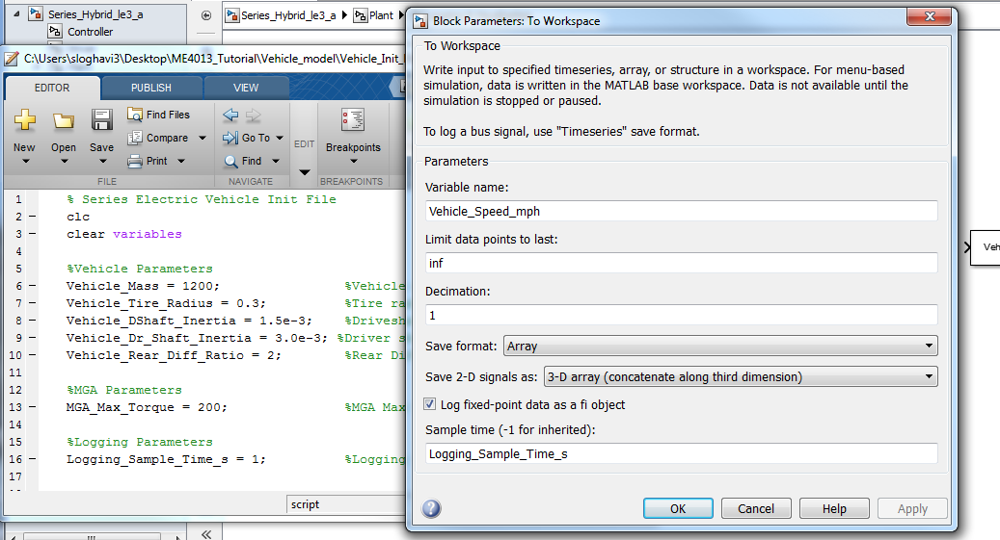 Series_Hybrid_le3_a
Controller
Series_Hybrid_le3_a Plant
C:\Users\sloghavi3\Desktop\ME4013_Tutorial\Vehicle_model\Vehicle_Init_
EDITOR PUBLISH VIEW
New Open Save Find Files Compare Print
Go To Find
EDIT
Breakpoints
FILE NAVIGATE BREAKPOINTS
1 % Series Electric Vehicle Init File
2 – clc
3 – clear variables
4
5 %Vehicle Parameters
6 – Vehicle_Mass = 1200; %Vehicle
7 – Vehicle_Tire_Radius = 0.3; %Tire ra
8 – Vehicle_DShaft_Inertia = 1.5e-3; %Drivesh
9 – Vehicle_Dr_Shaft_Inertia = 3.0e-3; %Driver s
10 – Vehicle_Rear_Diff_Ratio = 2; %Rear Di
11
12 %MGA Parameters
13 – MGA_Max_Torque = 200; %MGA Max
14
15 %Logging Parameters
16 – Logging_Sample_Time_s = 1; %Logging
17
script
Block Parameters: To Workspace
To Workspace
Write input to specified timeseries, array, or structure in a workspace. For menu-based
simulation, data is written in the MATLAB base workspace. Data is not available until the
simulation is stopped or paused.
To log a bus signal, use "Timeseries" save format.
Parameters
Variable name:
Vehicle_Speed_mph
Limit data points to last:
inf
Decimation:
1
Save format: Array
Save 2-D signals as: 3-D array (concatenate along third dimension)
Log fixed-point data as a fi object
Sample time (-1 for inherited):
Logging_Sample_Time_s
OK Cancel Help Apply
Veh